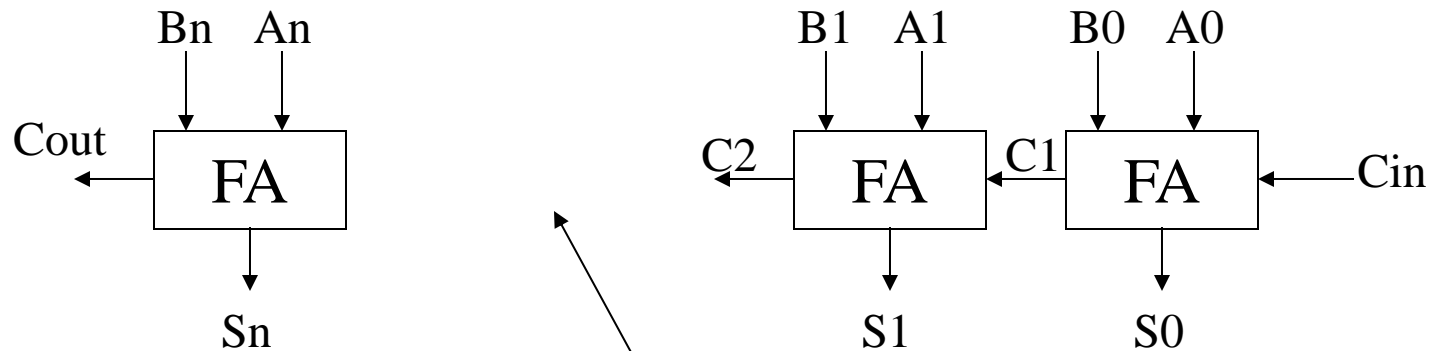 Bn An B1 A1 B0 A0
Cout C2 C1 Cin
FA FA FA
Sn S1 S0